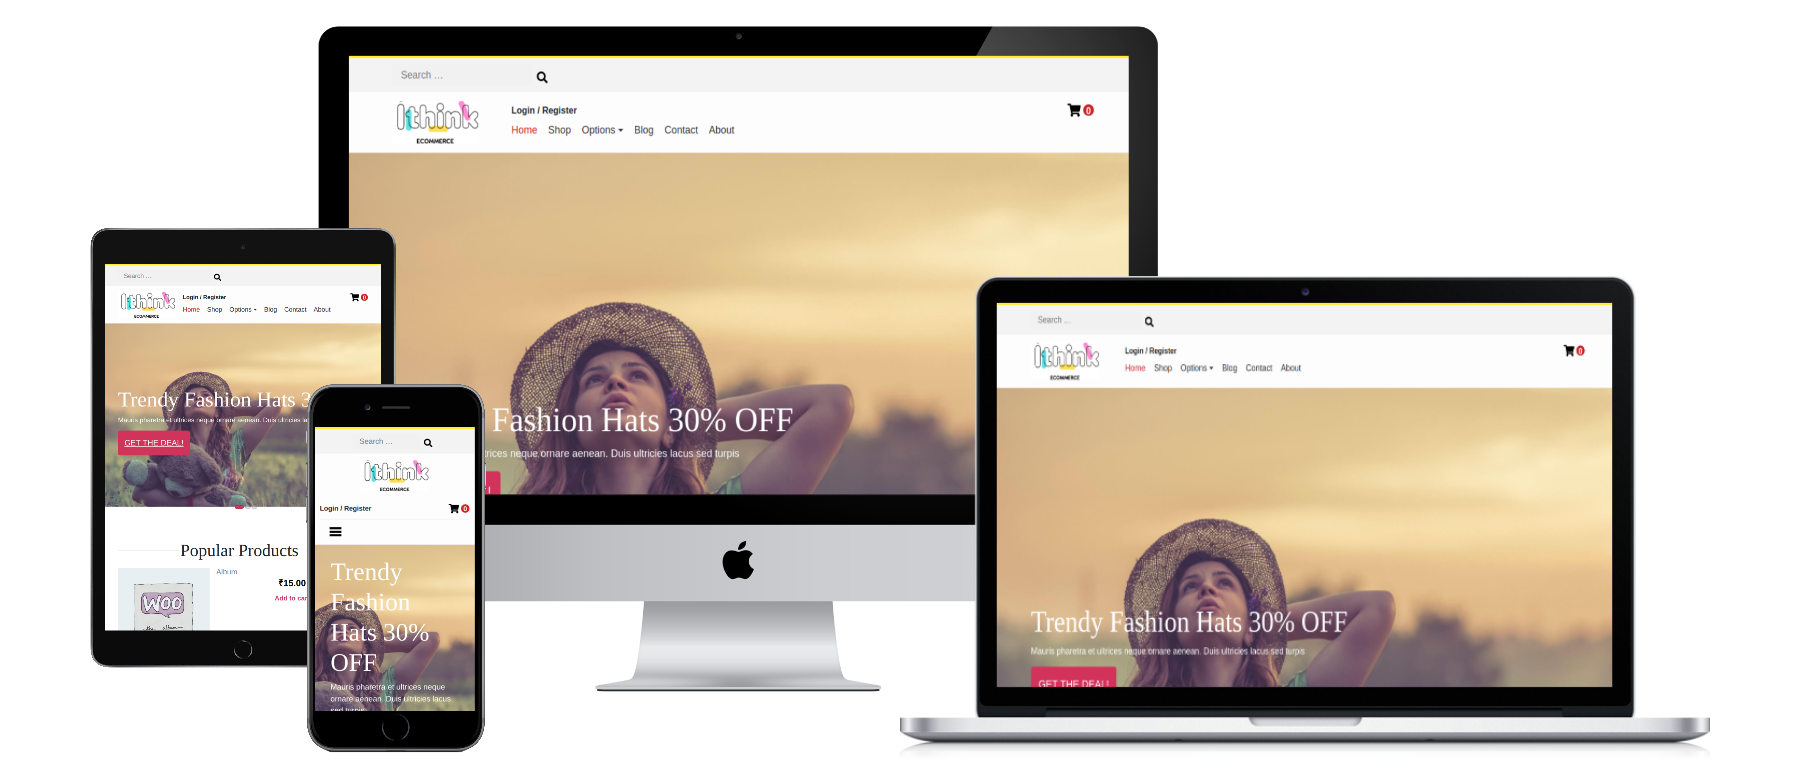 Search ...
Ithink
ECOMMERCE
Login / Register
0
Home Shop Options Blog Contact About
Fashion Hats 30% OFF
trices neque ornare aenean. Duis ultricies lacus sed turpis
Search ...
Ithink
ECOMMERCE
Login / Register
0
Home Shop Options Blog Contact About
Trendy Fashion Hats 3
Mauris pharetra et ultrices neque ornare aenean. Duis ultricies la
GET THE DEAL!
Popular Products
Album
₹15.00
Add to car
WOO
the album
Search ...
Ithink
ECOMMERCE
Login / Register
0
Trendy
Fashion
Hats 30%
OFF
Mauris pharetra et ultrices neque
ornare aenean. Duis ultricies lacus
sed turpis
Search ...
Ithink
ECOMMERCE
Login / Register
0
Home Shop Options Blog Contact About
Trendy Fashion Hats 30% OFF
Mauris pharetra et ultrices neque ornare aenean. Duis ultricies lacus sed turpis
GET THE DEAL!